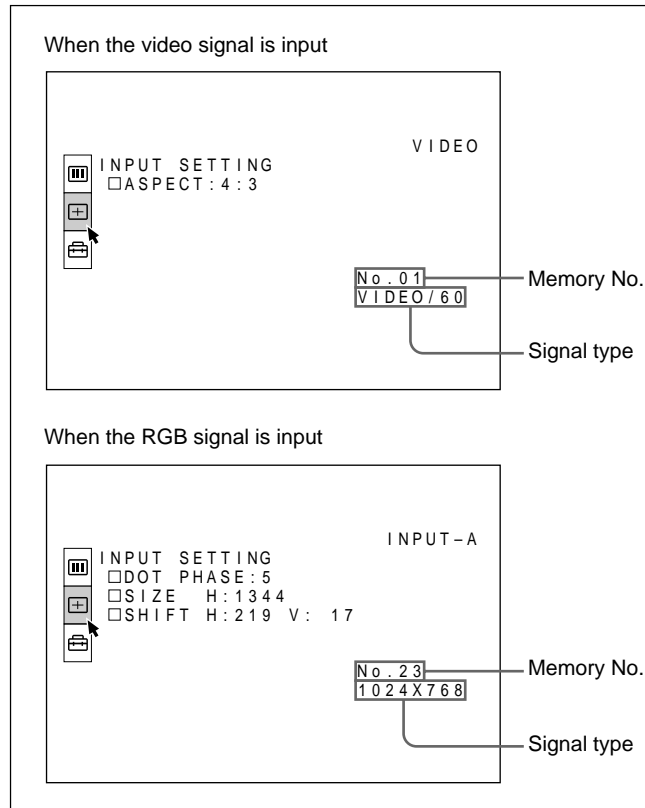 When the video signal is input
VIDEO
INPUT SETTING
□ASPECT:4:3
No.01
Memory No.
VIDEO/60
Signal type
When the RGB signal is input
INPUT–A
INPUT SETTING
□DOT PHASE:5
□SIZE H:1344
□SHIFT H:219 V: 17
No.23
Memory No.
1024X768
Signal type